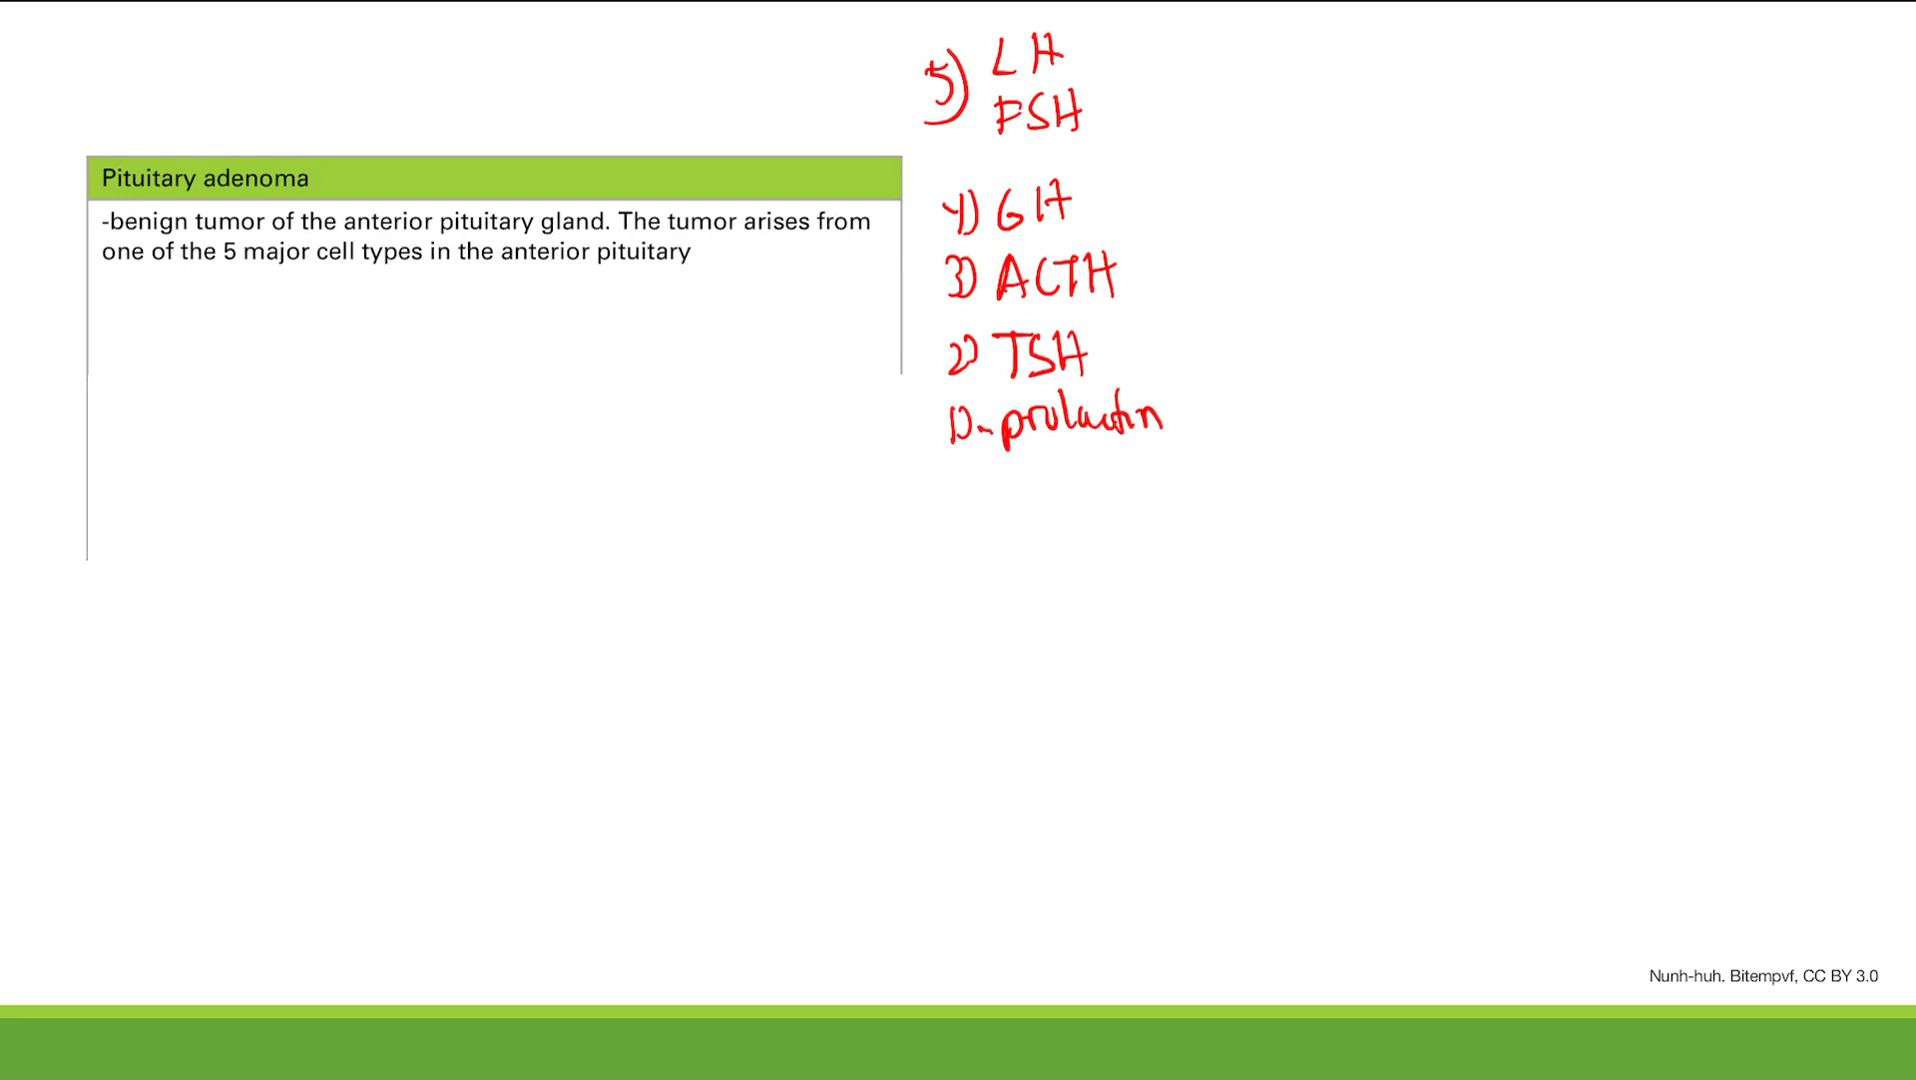 5) LH
FSH
Pituitary adenoma
-benign tumor of the anterior pituitary gland. The tumor arises from
one of the 5 major cell types in the anterior pituitary
4) GH
3) ACTH
2) TSH
1) - prolactin
Nunh-huh. Bitempvf, CC BY 3.0